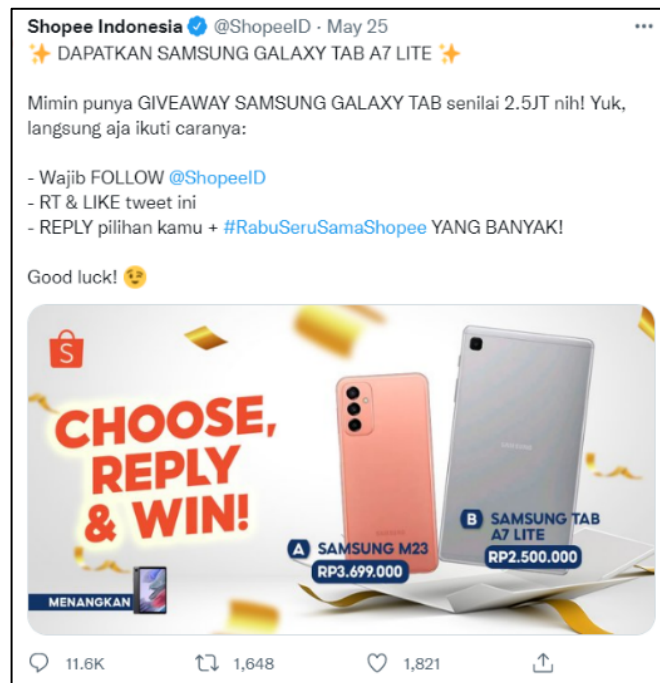 Shopee Indonesia @ShopeeID · May 25
✨ DAPATKAN SAMSUNG GALAXY TAB A7 LITE ✨
Mimin punya GIVEAWAY SAMSUNG GALAXY TAB senilai 2.5JT nih! Yuk,
langsung aja ikuti caranya:
- Wajib FOLLOW @ShopeeID
- RT & LIKE tweet ini
- REPLY pilihan kamu + #RabuSeruSamaShopee YANG BANYAK!
Good luck! 😉
S
CHOOSE,
REPLY
& WIN!
MENANGKAN
A SAMSUNG M23
RP3.699.000
SAMSUNG
B SAMSUNG TAB
A7 LITE
RP2.500.000
SAMSUNG
11.6K 1,648 1,821